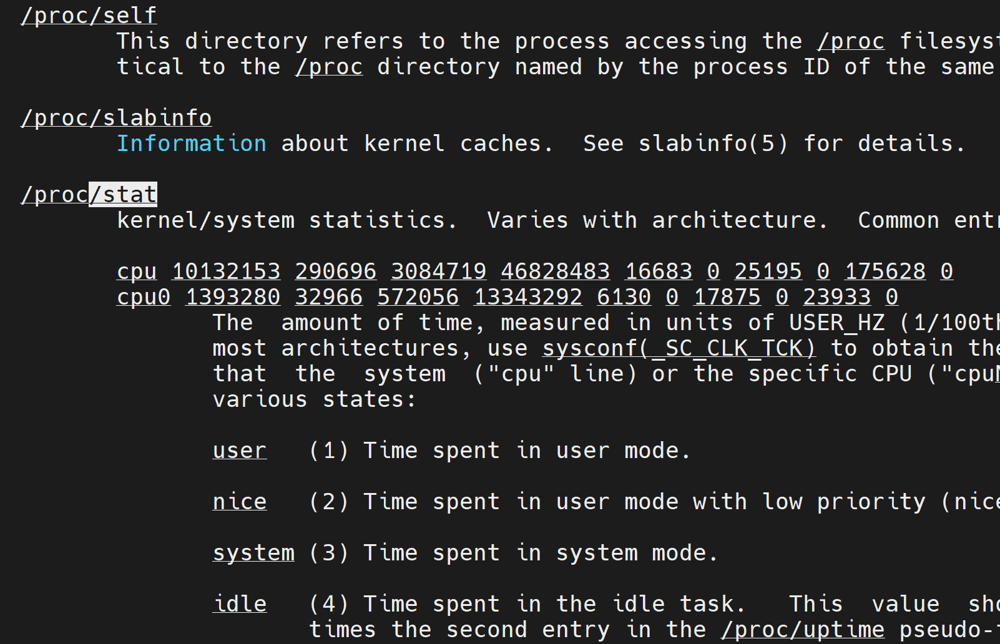 /proc/self
This directory refers to the process accessing the /proc filesyst
tical to the /proc directory named by the process ID of the same
/proc/slabinfo
Information about kernel caches.  See slabinfo(5) for details.
/proc/stat
kernel/system statistics.  Varies with architecture.  Common entr
cpu 10132153 290696 3084719 46828483 16683 0 25195 0 175628 0
cpu0 1393280 32966 572056 13343292 6130 0 17875 0 23933 0
The  amount of time, measured in units of USER_HZ (1/100th
most architectures, use sysconf(_SC_CLK_TCK) to obtain the
that  the  system  ("cpu" line) or the specific CPU ("cpuN
various states:
user   (1) Time spent in user mode.
nice   (2) Time spent in user mode with low priority (nice
system (3) Time spent in system mode.
idle   (4) Time spent in the idle task.   This  value  sho
times the second entry in the /proc/uptime pseudo-f